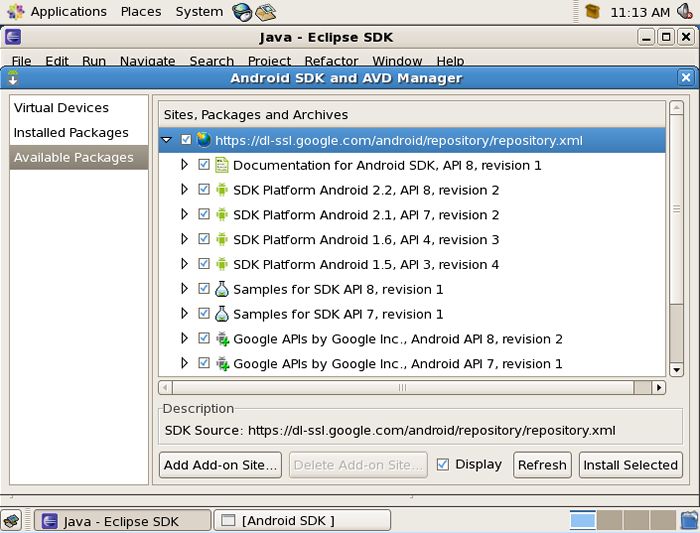 Applications Places System 11:13 AM
Java - Eclipse SDK
File Edit Run Navigate Search Project Refactor Window Help
Android SDK and AVD Manager
Virtual Devices
Installed Packages
Available Packages
Sites, Packages and Archives
https://dl-ssl.google.com/android/repository/repository.xml
Documentation for Android SDK, API 8, revision 1
SDK Platform Android 2.2, API 8, revision 2
SDK Platform Android 2.1, API 7, revision 2
SDK Platform Android 1.6, API 4, revision 3
SDK Platform Android 1.5, API 3, revision 4
Samples for SDK API 8, revision 1
Samples for SDK API 7, revision 1
Google APIs by Google Inc., Android API 8, revision 2
Google APIs by Google Inc., Android API 7, revision 1
Description
SDK Source: https://dl-ssl.google.com/android/repository/repository.xml
Add Add-on Site... Delete Add-on Site... Display Refresh Install Selected
Java - Eclipse SDK [Android SDK ]